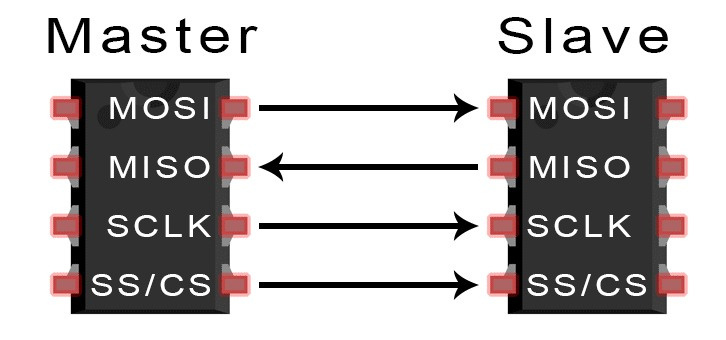 Master Slave
MOSI MOSI
MISO MISO
SCLK SCLK
SS/CS SS/CS